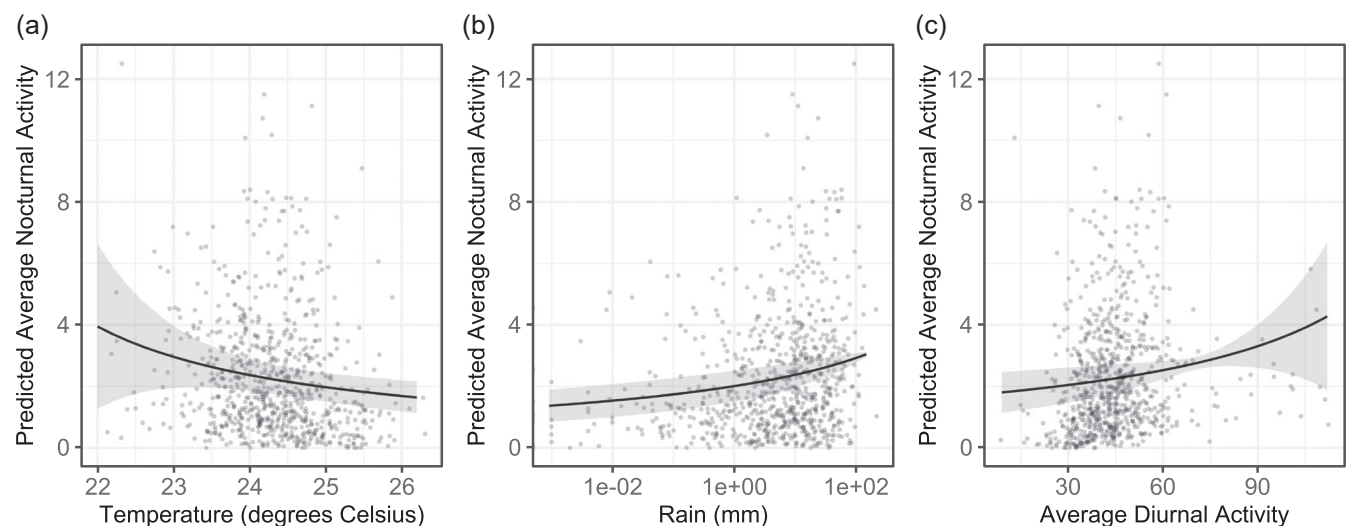 (a)
Predicted Average Nocturnal Activity
12
8
4
0
22 23 24 25 26
Temperature (degrees Celsius)
(b)
Predicted Average Nocturnal Activity
12
8
4
0
1e-02 1e+00 1e+02
Rain (mm)
(c)
Predicted Average Nocturnal Activity
12
8
4
0
30 60 90
Average Diurnal Activity